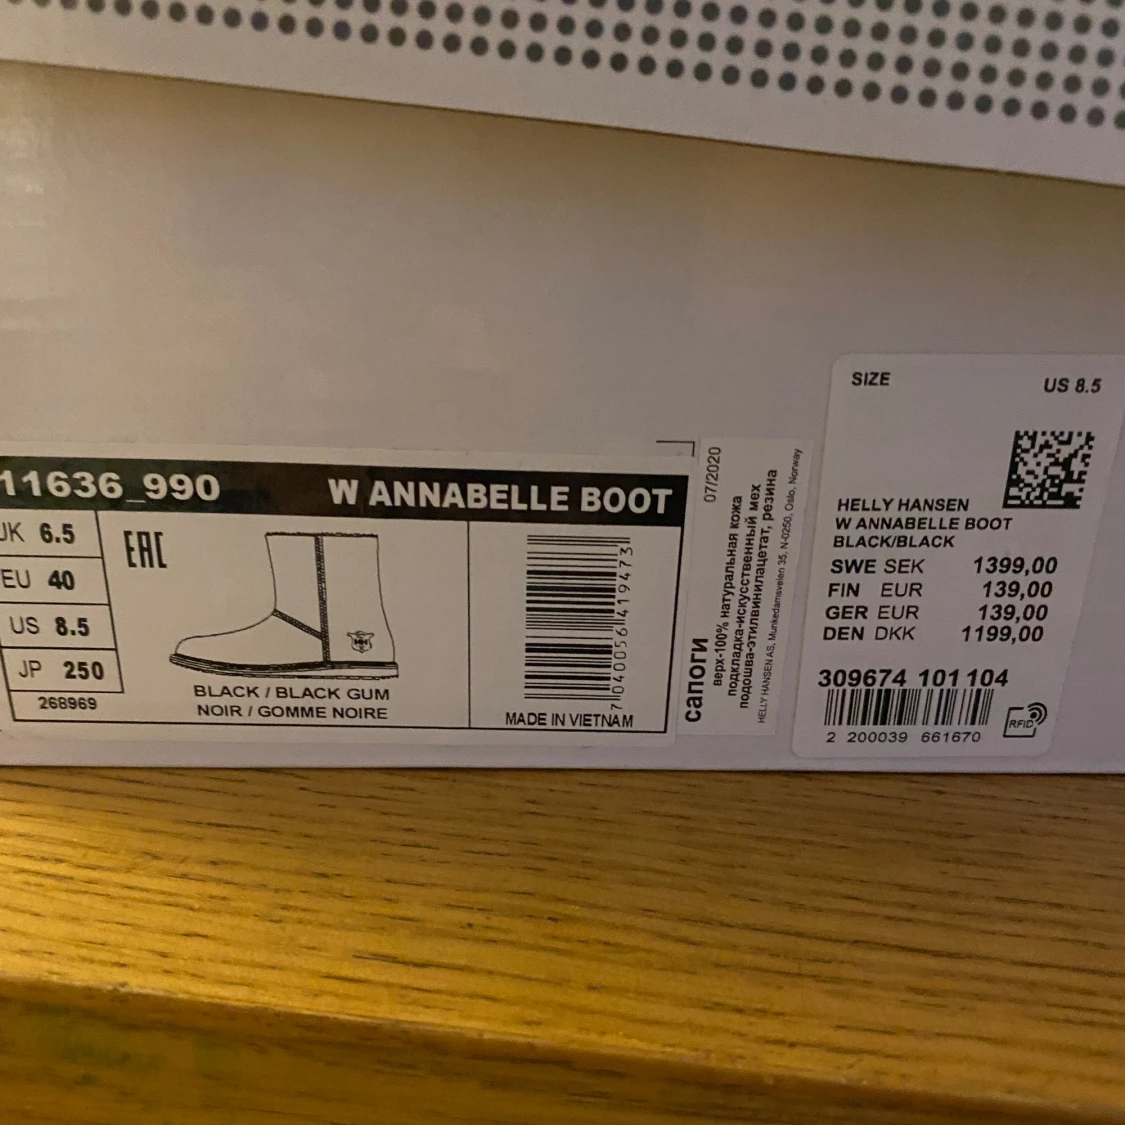 11636_990 W ANNABELLE BOOT
UK 6.5
EU 40
US 8.5
JP 250
268969
EAC
BLACK / BLACK GUM
NOIR / GOMME NOIRE
7 040056 419473
MADE IN VIETNAM
07/2020
сапоги
верх-100% натуральная кожа
подкладка-искусственный мех
подошва-этилвинилацетат, резина
HELLY HANSEN AS, Munkedamsveien 35, N-0250, Oslo, Norway
SIZE US 8.5
HELLY HANSEN
W ANNABELLE BOOT
BLACK/BLACK
SWE SEK 1399,00
FIN EUR 139,00
GER EUR 139,00
DEN DKK 1199,00
309674 101 104
2 200039 661670
RFID